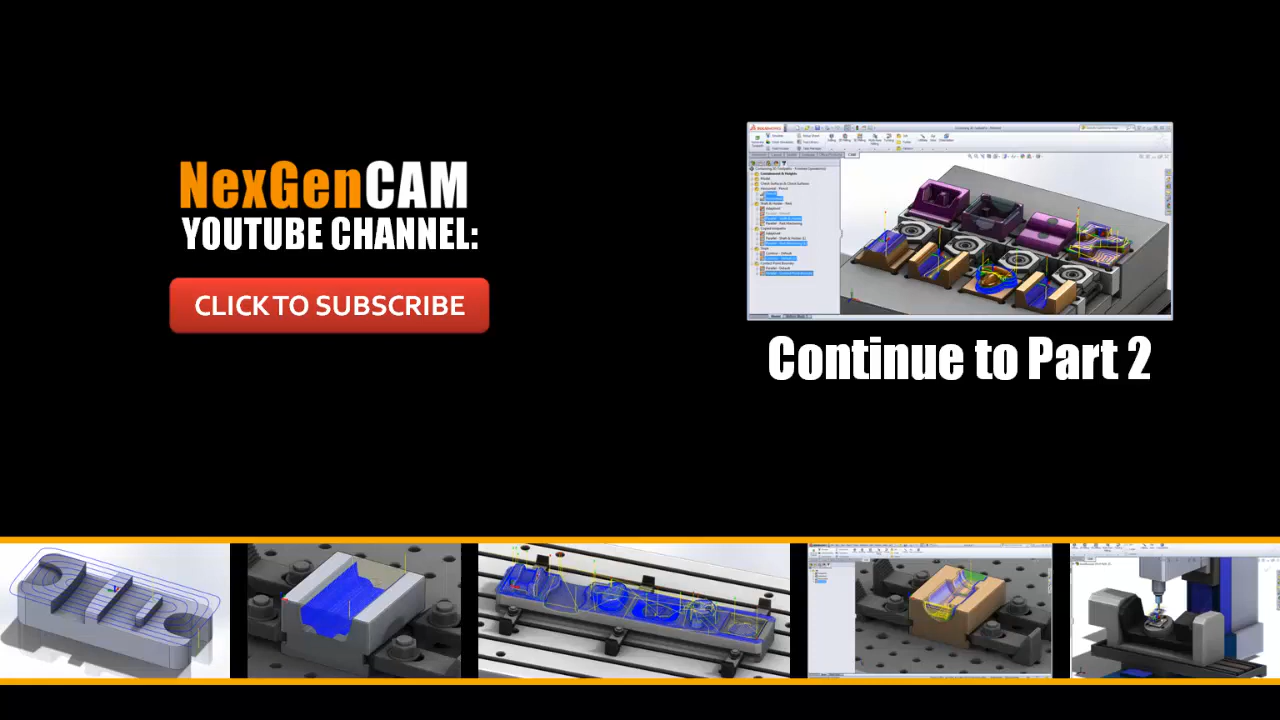 NexGenCAM
YOUTUBE CHANNEL:
CLICK TO SUBSCRIBE
Continue to Part 2